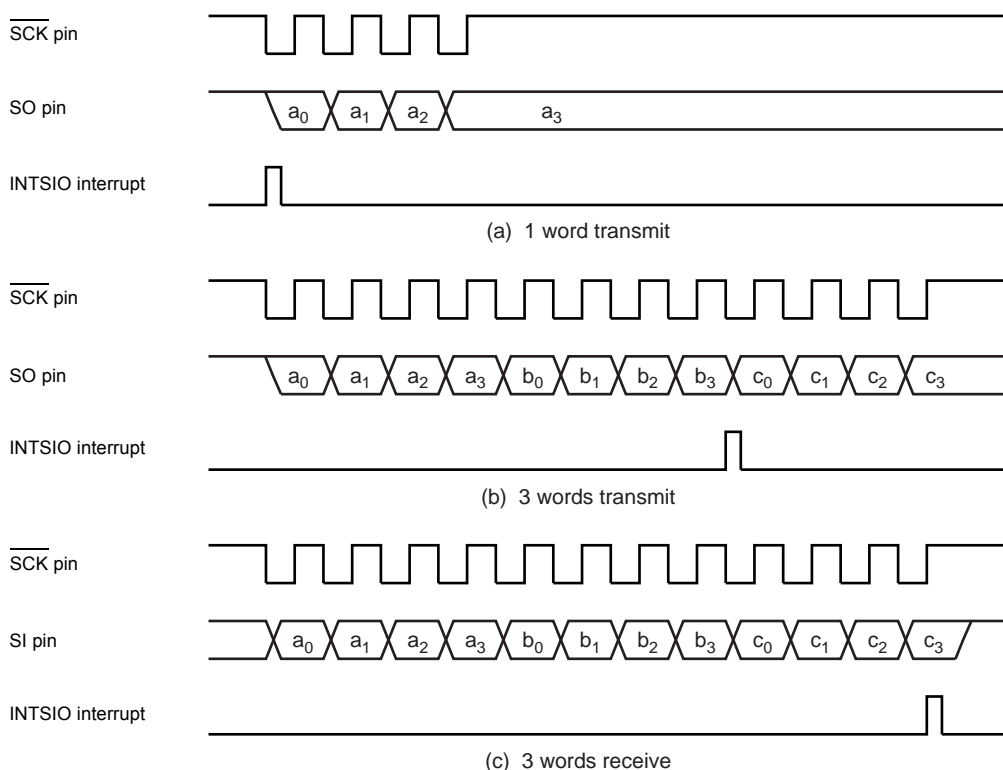 SCK pin
SO pin
a₀ a₁ a₂ a₃
INTSIO interrupt
(a) 1 word transmit
SCK pin
SO pin
a₀ a₁ a₂ a₃ b₀ b₁ b₂ b₃ c₀ c₁ c₂ c₃
INTSIO interrupt
(b) 3 words transmit
SCK pin
SI pin
a₀ a₁ a₂ a₃ b₀ b₁ b₂ b₃ c₀ c₁ c₂ c₃
INTSIO interrupt
(c) 3 words receive